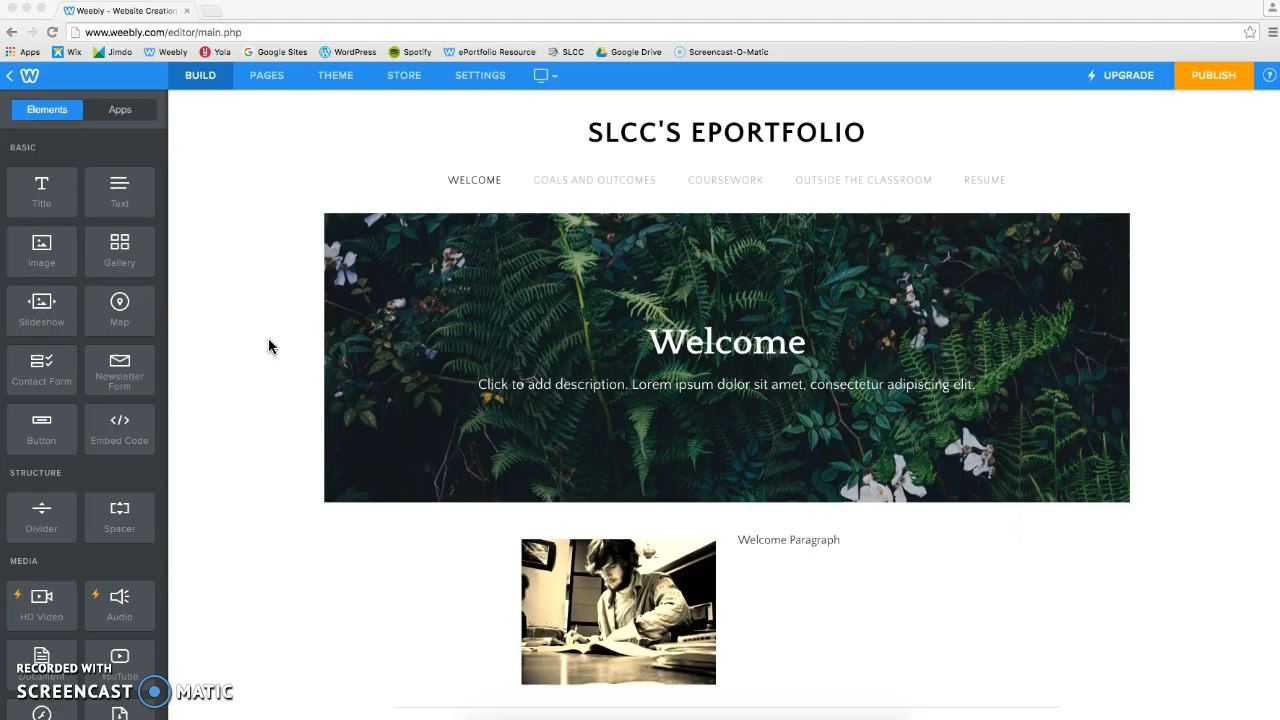 Weebly - Website Creation
www.weebly.com/editor/main.php
Apps Wix Jimdo Weebly Yola Google Sites WordPress Spotify ePortfolio Resource SLCC Google Drive Screencast-O-Matic
BUILD PAGES THEME STORE SETTINGS UPGRADE PUBLISH ?
Elements Apps
BASIC
Title Text
Image Gallery
Slideshow Map
Contact Form Newsletter Form
Button Embed Code
STRUCTURE
Divider Spacer
MEDIA
HD Video Audio
Document YouTube
SLCC'S EPORTFOLIO
WELCOME GOALS AND OUTCOMES COURSEWORK OUTSIDE THE CLASSROOM RESUME
Welcome
Click to add description. Lorem ipsum dolor sit amet, consectetur adipiscing elit.
Welcome Paragraph
RECORDED WITH
SCREENCAST MATIC